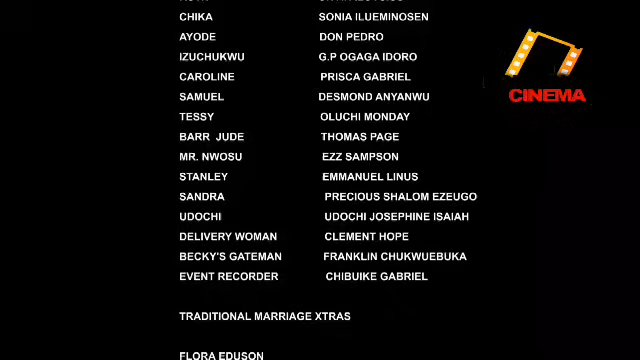 CHIKA SONIA ILUEMINOSEN
AYODE DON PEDRO
IZUCHUKWU G.P OGAGA IDORO
CAROLINE PRISCA GABRIEL
SAMUEL DESMOND ANYANWU
TESSY OLUCHI MONDAY
BARR JUDE THOMAS PAGE
MR. NWOSU EZZ SAMPSON
STANLEY EMMANUEL LINUS
SANDRA PRECIOUS SHALOM EZEUGO
UDOCHI UDOCHI JOSEPHINE ISAIAH
DELIVERY WOMAN CLEMENT HOPE
BECKY'S GATEMAN FRANKLIN CHUKWUEBUKA
EVENT RECORDER CHIBUIKE GABRIEL
TRADITIONAL MARRIAGE XTRAS
FLORA EDUSON
CINEMA